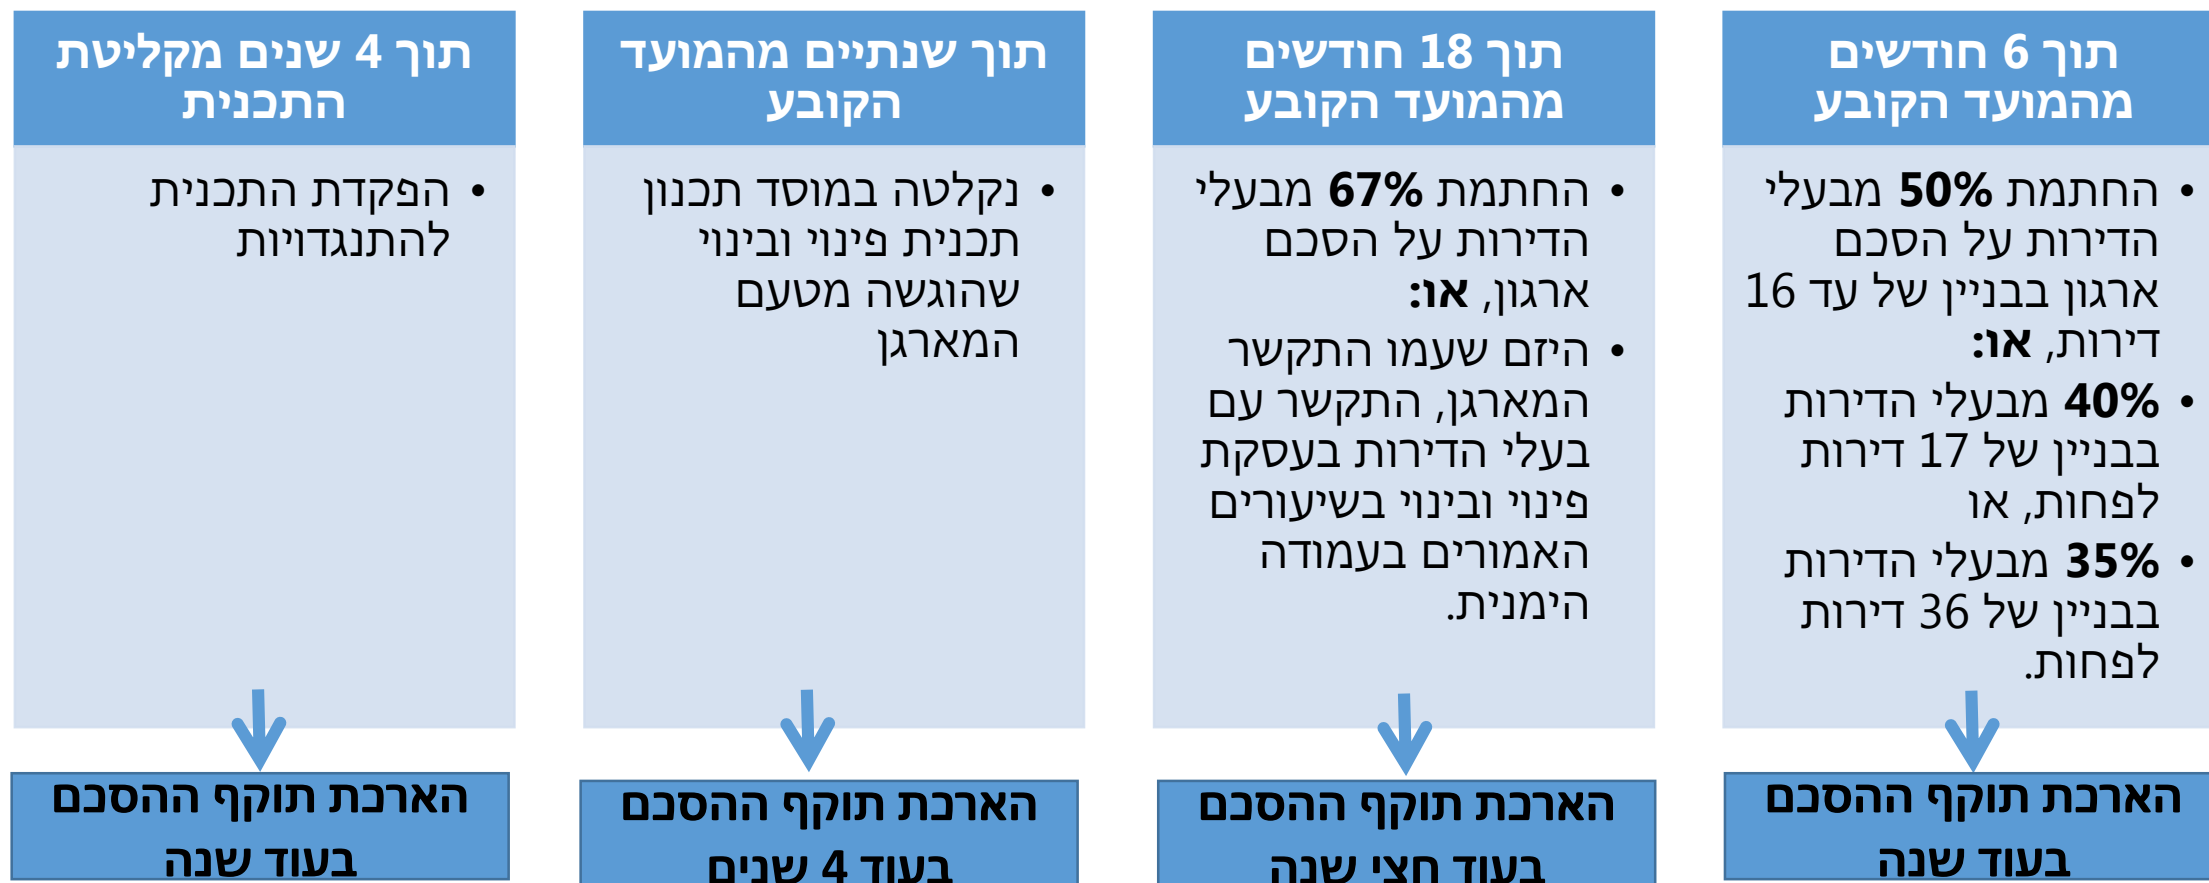 תוך 6 חודשים
מהמועד הקובע
• החתמת 50% מבעלי
הדירות על הסכם
ארגון בבניין של עד 16
דירות, או:
• 40% מבעלי הדירות
בבניין של 17 דירות
לפחות, או
• 35% מבעלי הדירות
בבניין של 36 דירות
לפחות.
הארכת תוקף ההסכם
בעוד שנה
תוך 18 חודשים
מהמועד הקובע
• החתמת 67% מבעלי
הדירות על הסכם
ארגון, או:
• היזם שעמו התקשר
המארגן, התקשר עם
בעלי הדירות בעסקת
פינוי ובינוי בשיעורים
האמורים בעמודה
הימנית.
הארכת תוקף ההסכם
בעוד חצי שנה
תוך שנתיים מהמועד
הקובע
• נקלטה במוסד תכנון
תכנית פינוי ובינוי
שהוגשה מטעם
המארגן
הארכת תוקף ההסכם
בעוד 4 שנים
תוך 4 שנים מקליטת
התכנית
• הפקדת התכנית
להתנגדויות
הארכת תוקף ההסכם
בעוד שנה